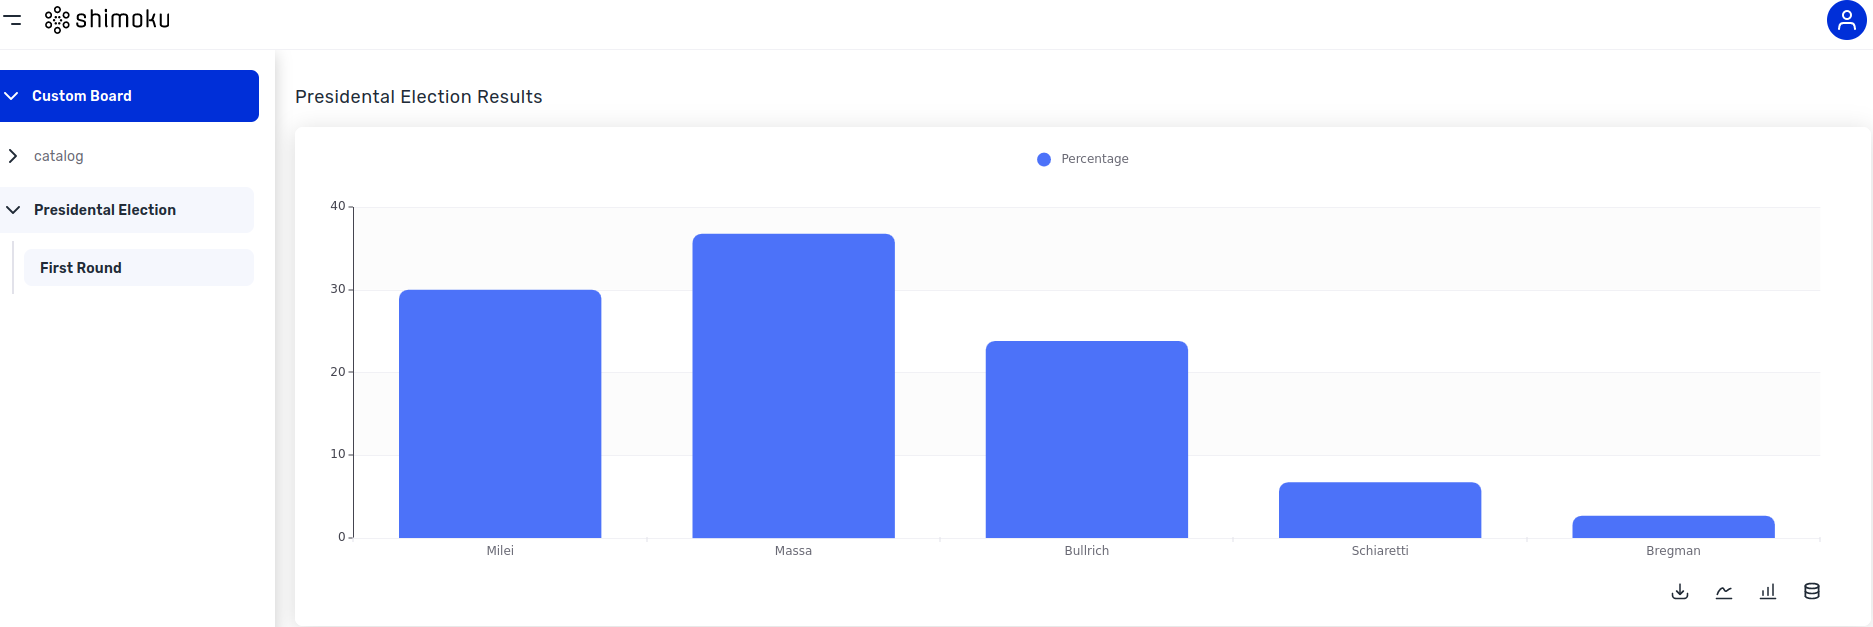 shimoku
Custom Board
catalog
Presidental Election
First Round
Presidental Election Results
Percentage
40
30
20
10
0
Milei Massa Bullrich Schiaretti Bregman